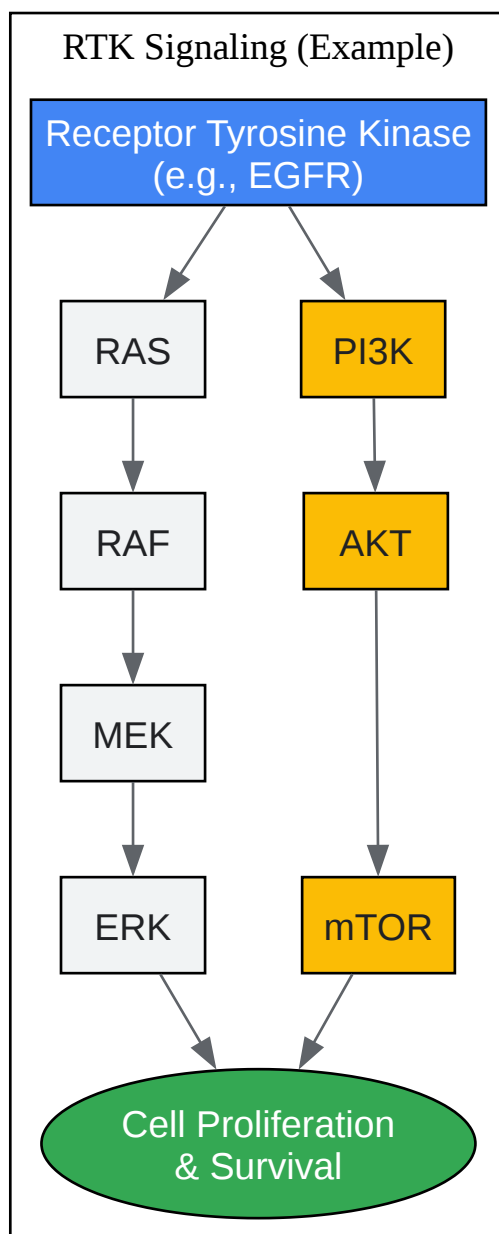 RTK Signaling (Example)
Receptor Tyrosine Kinase
(e.g., EGFR)
RAS
PI3K
RAF
AKT
MEK
ERK
mTOR
Cell Proliferation
& Survival